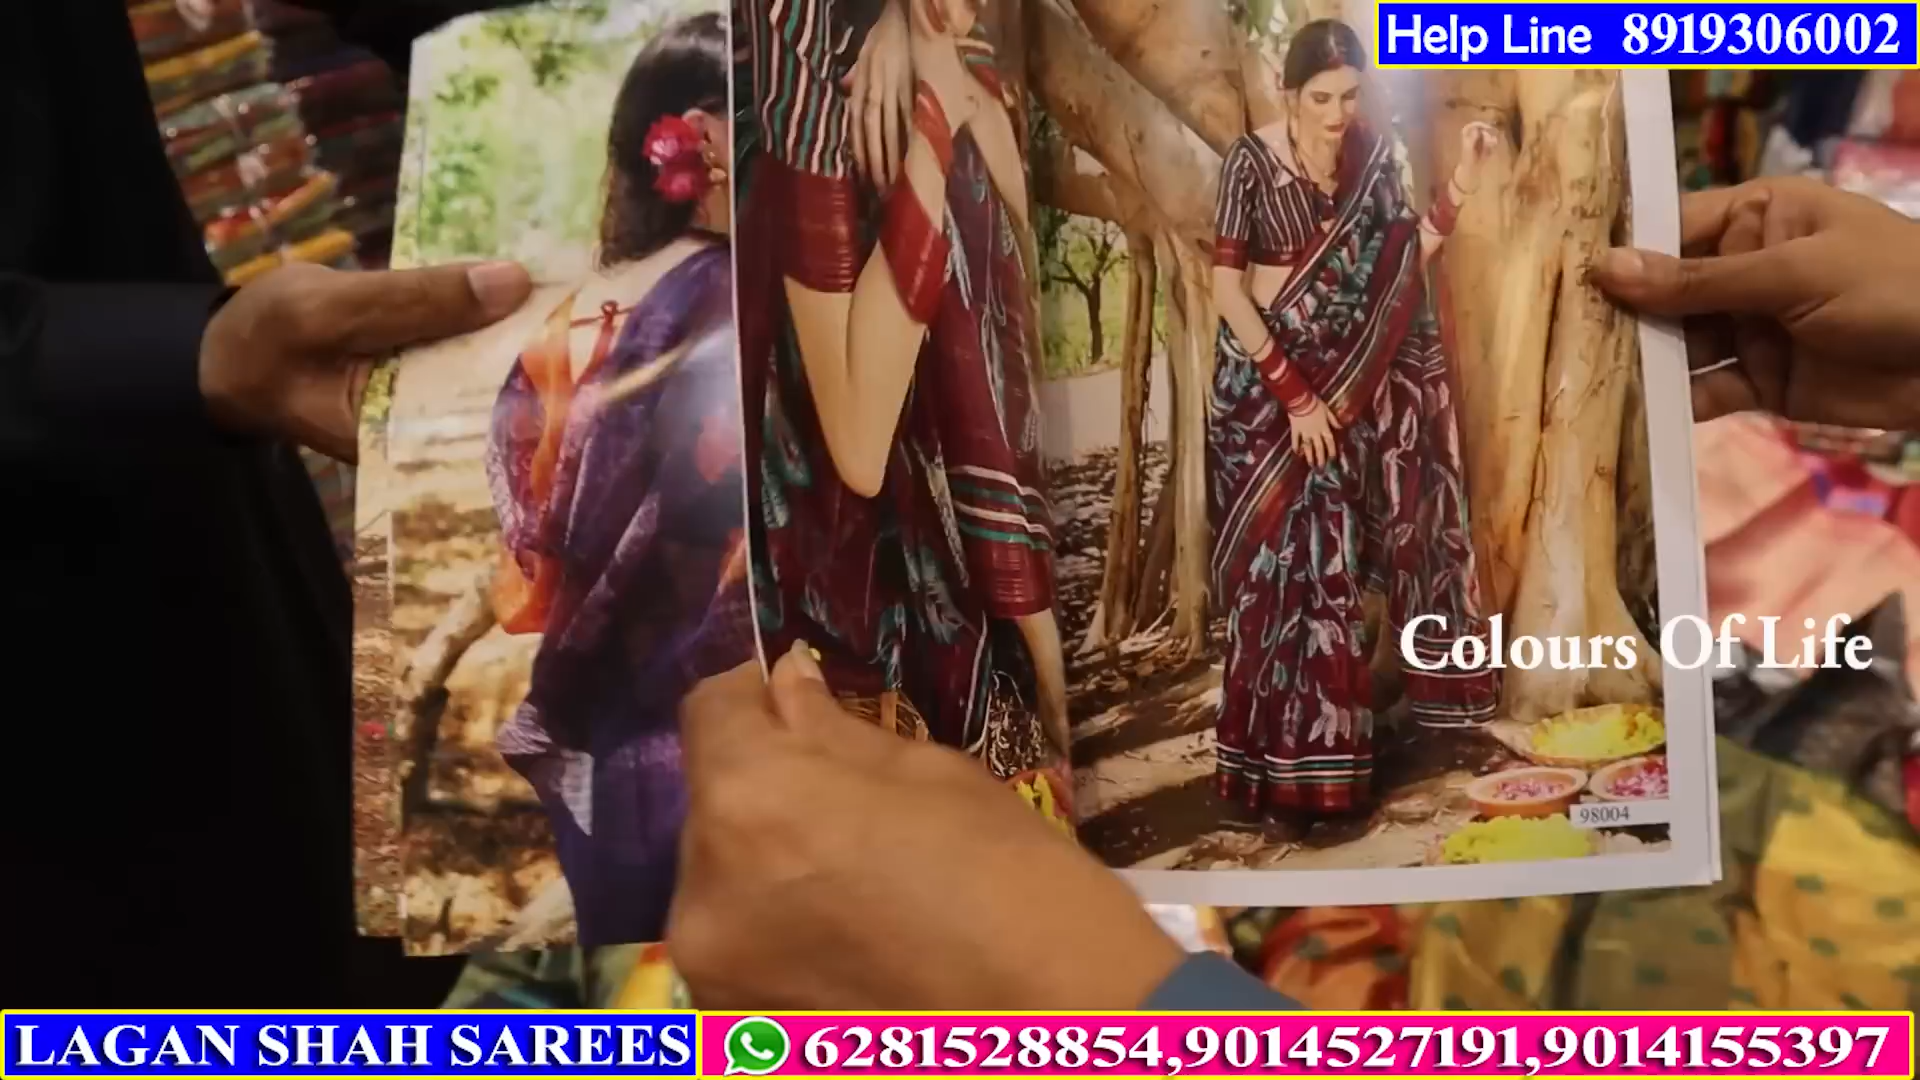 Help Line 8919306002
Colours Of Life
98004
LAGAN SHAH SAREES
6281528854,9014527191,9014155397